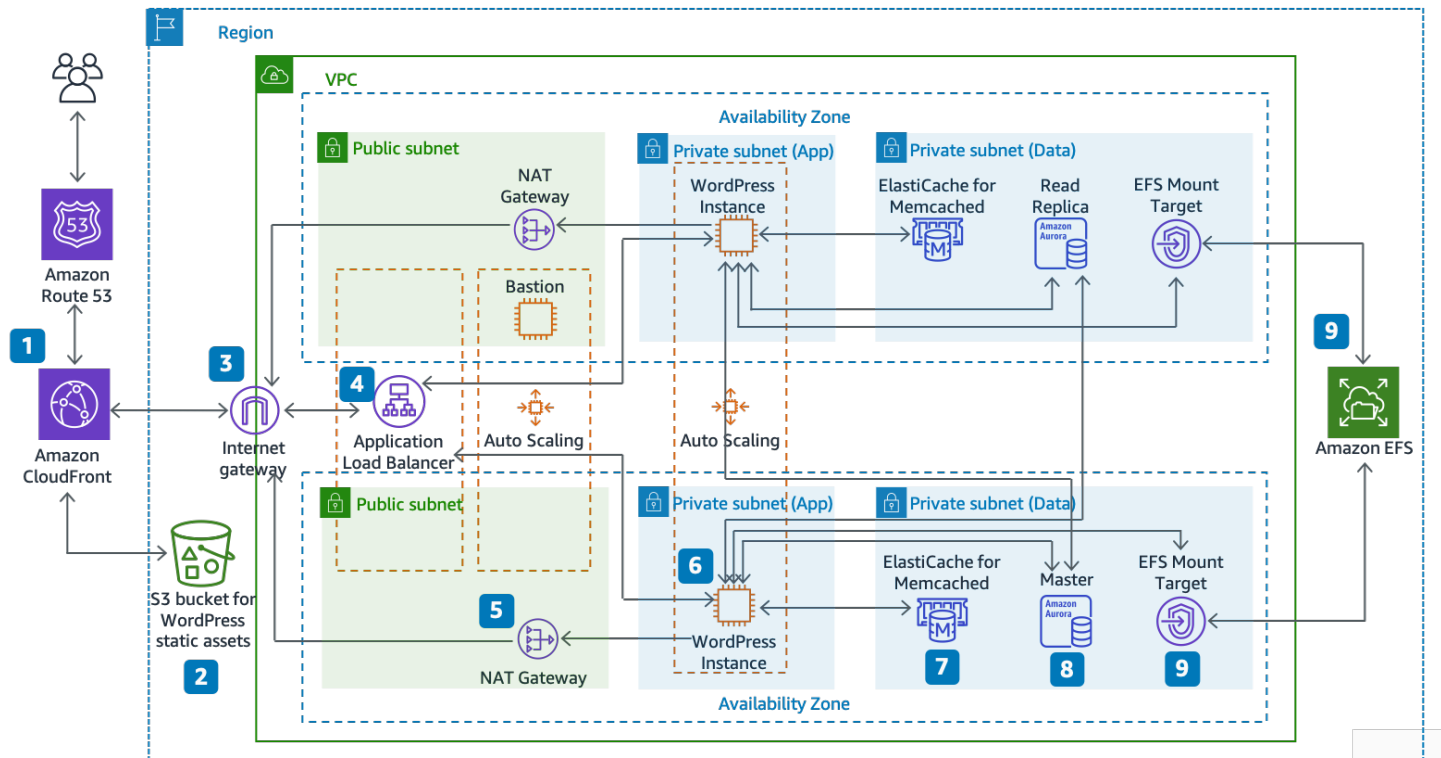 Region
VPC
Availability Zone
Public subnet
Private subnet (App)
Private subnet (Data)
NAT
Gateway
WordPress
Instance
ElastiCache for
Memcached
M
Read
Replica
Amazon
Aurora
EFS Mount
Target
53
Amazon
Route 53
Bastion
1
3
4
9
Amazon
CloudFront
Internet
gateway
Application
Load Balancer
Auto Scaling
Auto Scaling
Amazon EFS
Public subnet
Private subnet (App)
Private subnet (Data)
S3 bucket for
WordPress
static assets
2
5
NAT Gateway
6
WordPress
Instance
ElastiCache for
Memcached
M
7
Master
Amazon
Aurora
8
EFS Mount
Target
9
Availability Zone